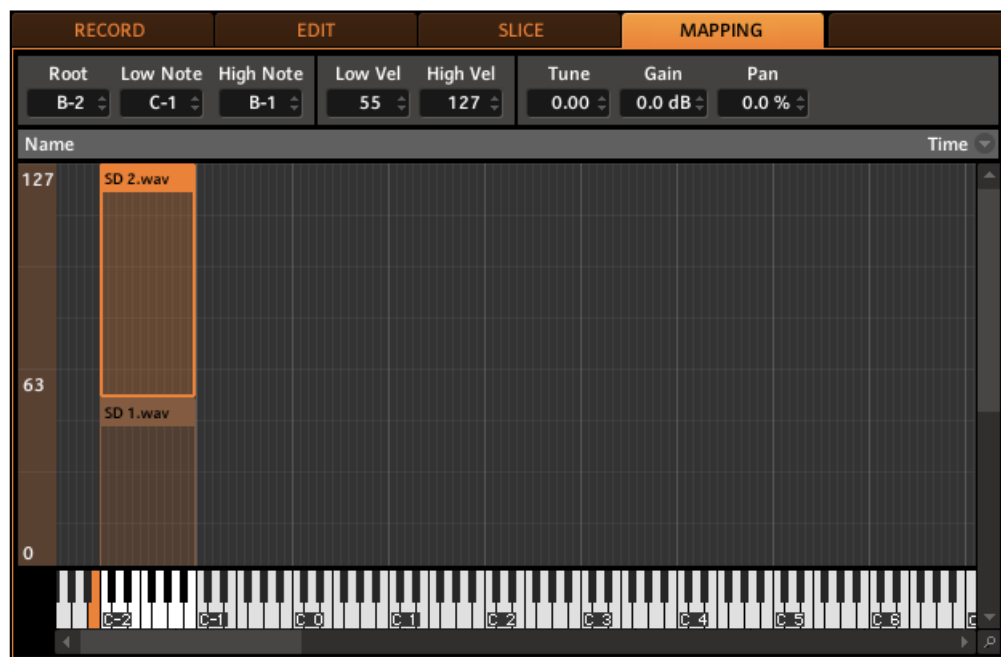 RECORD EDIT SLICE MAPPING
Root Low Note High Note Low Vel High Vel Tune Gain Pan
B-2 C-1 B-1 55 127 0.00 0.0 dB 0.0 %
Name Time
127 SD 2.wav
63
SD 1.wav
0
C-2 C-1 C 0 C 1 C 2 C 3 C 4 C 5 C 6 C